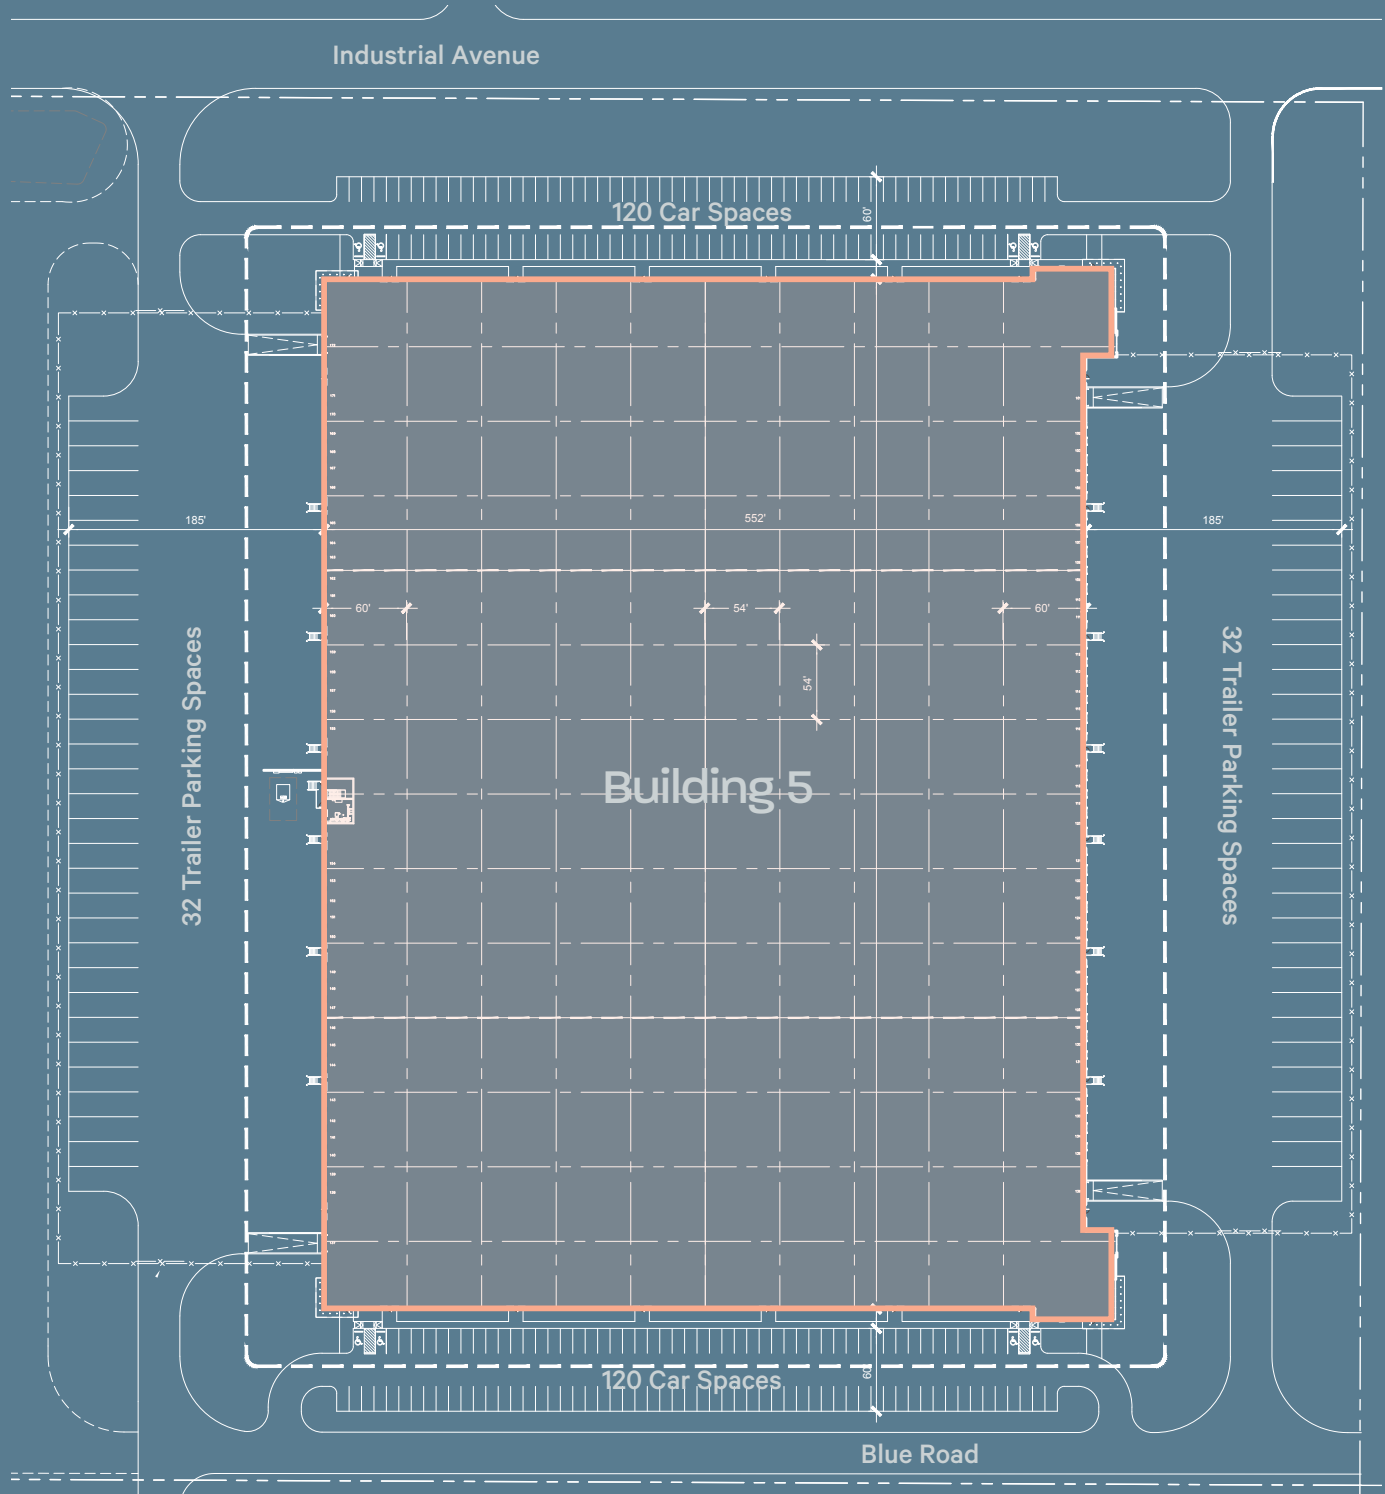 Industrial Avenue
120 Car Spaces
60'
185'
552'
185'
60'
54'
60'
54'
32 Trailer Parking Spaces
32 Trailer Parking Spaces
Building 5
120 Car Spaces
60'
Blue Road